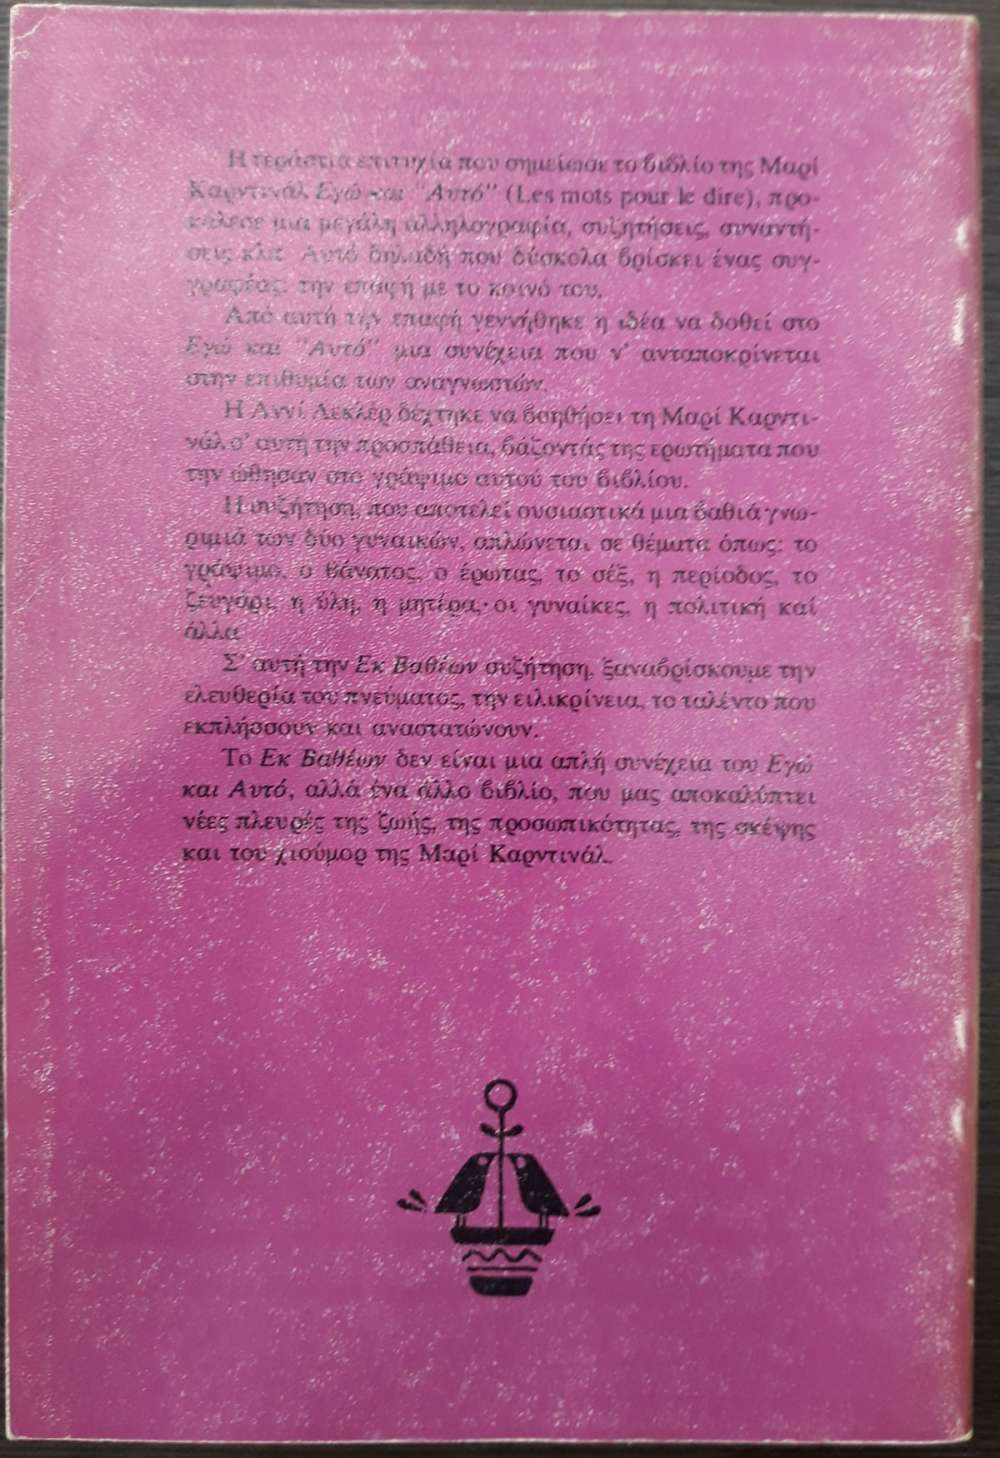 Η τεράστια επιτυχία που σημείωσε το βιβλίο της Μαρί
Καρντινάλ Εγώ και "Αυτό" (Les mots pour le dire), προ-
κάλεσε μια μεγάλη αλληλογραφία, συζητήσεις, συναντή-
σεις κλπ. Αυτό δηλαδή που δύσκολα βρίσκει ένας συγ-
γραφέας: την επαφή με το κοινό του.
Από αυτή την επαφή γεννήθηκε η ιδέα να δοθεί στο
Εγώ και "Αυτό" μια συνέχεια που ν' ανταποκρίνεται
στην επιθυμία των αναγνωστών.
Η Αννί Λεκλέρ δέχτηκε να βοηθήσει τη Μαρί Καρντι-
νάλ σ' αυτή την προσπάθεια, βάζοντάς της ερωτήματα που
την ώθησαν στο γράψιμο αυτού του βιβλίου.
Η συζήτηση, που αποτελεί ουσιαστικά μια βαθιά γνω-
ριμιά των δύο γυναικών, απλώνεται σε θέματα όπως: το
γράψιμο, ο θάνατος, ο έρωτας, το σέξ, η περίοδος, το
ζευγάρι, η ύλη, η μητέρα, οι γυναίκες, η πολιτική καί
άλλα.
Σ' αυτή την Εκ Βαθέων συζήτηση, ξαναβρίσκουμε την
ελευθερία του πνεύματος, την ειλικρίνεια, το ταλέντο που
εκπλήσσουν και αναστατώνουν.
Το Εκ Βαθέων δεν είναι μια απλή συνέχεια του Εγώ
και Αυτό, αλλά ένα άλλο βιβλίο, που μας αποκαλύπτει
νέες πλευρές της ζωής, της προσωπικότητας, της σκέψης
και του χιούμορ της Μαρί Καρντινάλ.